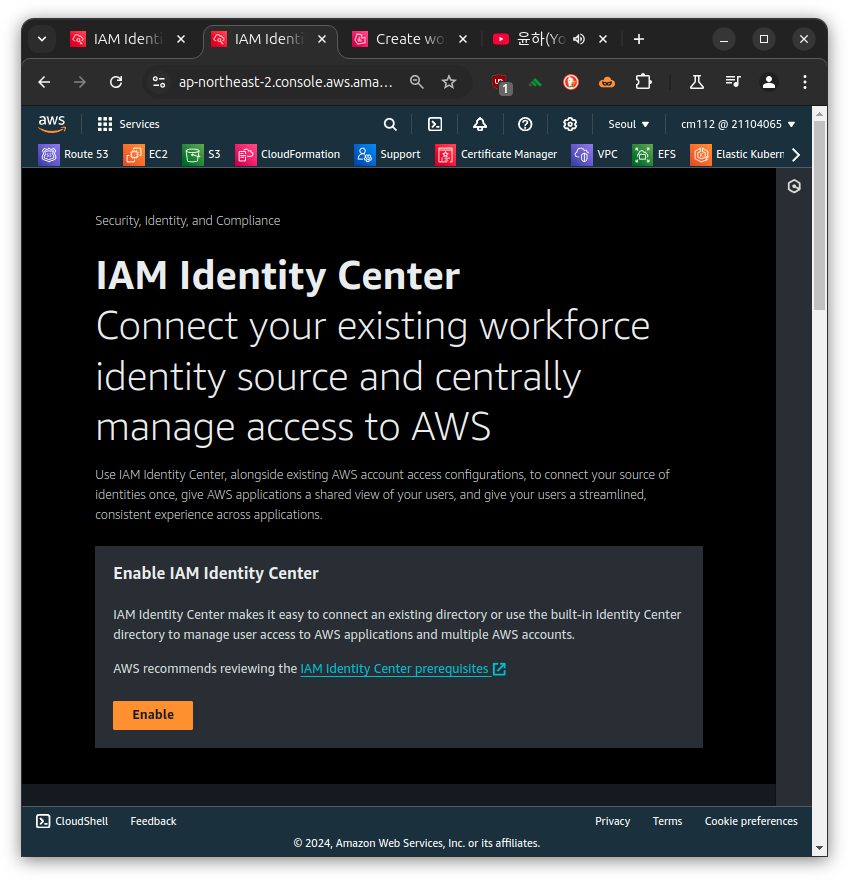 IAM Identi
IAM Identi
Create wo
윤하(Yo
ap-northeast-2.console.aws.ama...
1
aws
Services
Seoul
cm112 @ 21104065
Route 53
EC2
S3
CloudFormation
Support
Certificate Manager
VPC
EFS
Elastic Kubern
Security, Identity, and Compliance
IAM Identity Center
Connect your existing workforce
identity source and centrally
manage access to AWS
Use IAM Identity Center, alongside existing AWS account access configurations, to connect your source of
identities once, give AWS applications a shared view of your users, and give your users a streamlined,
consistent experience across applications.
Enable IAM Identity Center
IAM Identity Center makes it easy to connect an existing directory or use the built-in Identity Center
directory to manage user access to AWS applications and multiple AWS accounts.
AWS recommends reviewing the IAM Identity Center prerequisites
Enable
CloudShell
Feedback
Privacy
Terms
Cookie preferences
© 2024, Amazon Web Services, Inc. or its affiliates.